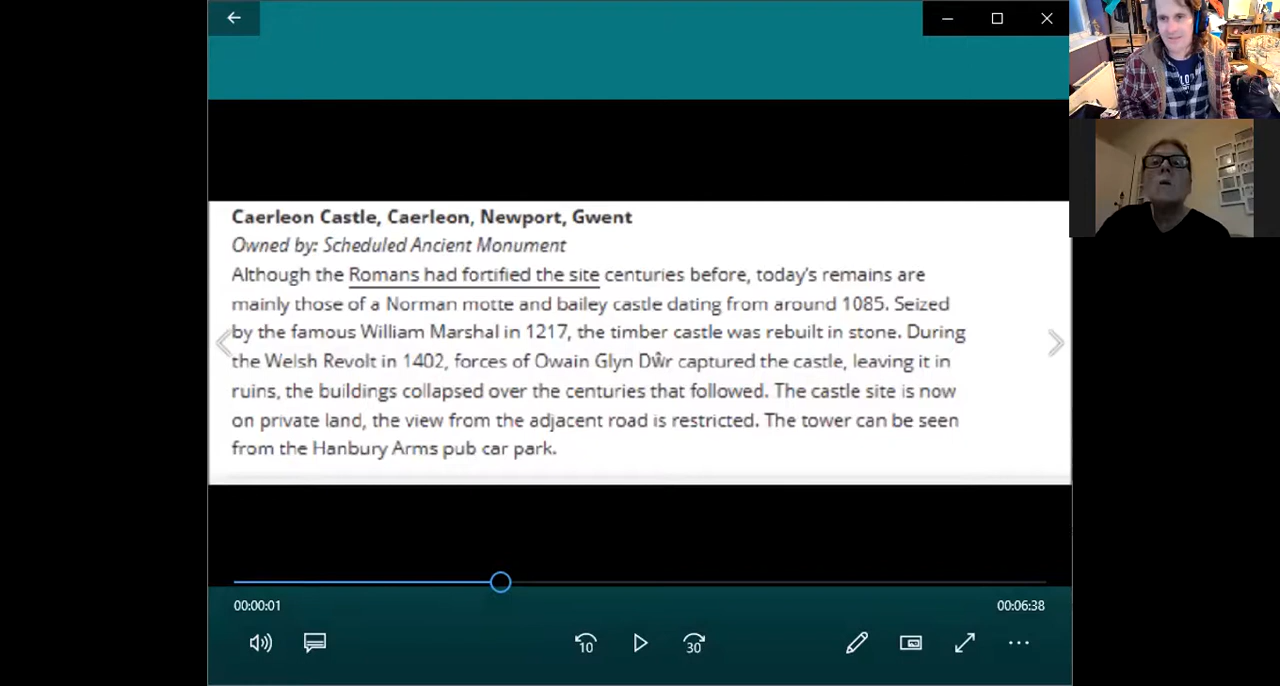 Caerleon Castle, Caerleon, Newport, Gwent
Owned by: Scheduled Ancient Monument
Although the Romans had fortified the site centuries before, today's remains are
mainly those of a Norman motte and bailey castle dating from around 1085. Seized
by the famous William Marshal in 1217, the timber castle was rebuilt in stone. During
the Welsh Revolt in 1402, forces of Owain Glyn Dŵr captured the castle, leaving it in
ruins, the buildings collapsed over the centuries that followed. The castle site is now
on private land, the view from the adjacent road is restricted. The tower can be seen
from the Hanbury Arms pub car park.
00:00:01
00:06:38
10
30